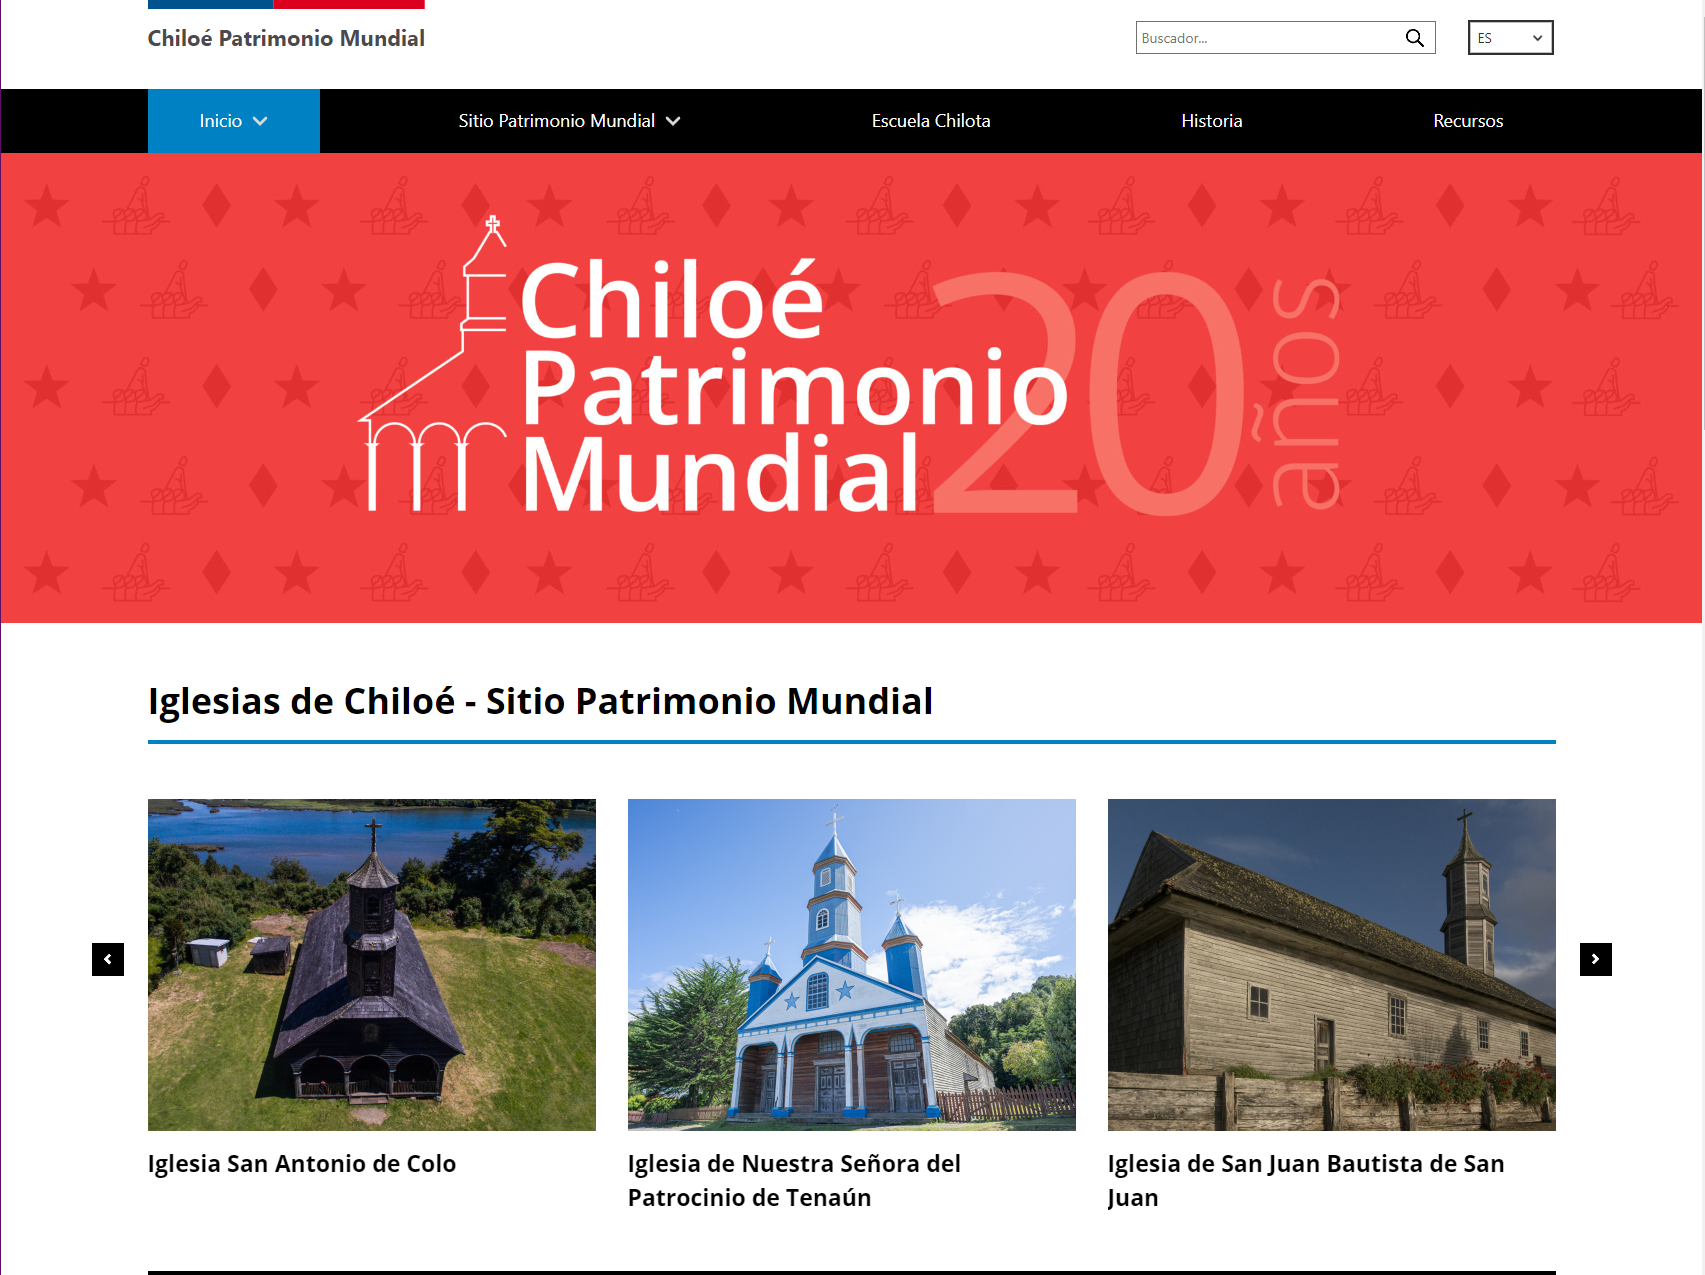 Chiloé Patrimonio Mundial
Buscador...
ES
Inicio
Sitio Patrimonio Mundial
Escuela Chilota
Historia
Recursos
Chiloé
Patrimonio
Mundial
20
años
Iglesias de Chiloé - Sitio Patrimonio Mundial
Iglesia San Antonio de Colo
Iglesia de Nuestra Señora del
Patrocinio de Tenaún
Iglesia de San Juan Bautista de San
Juan